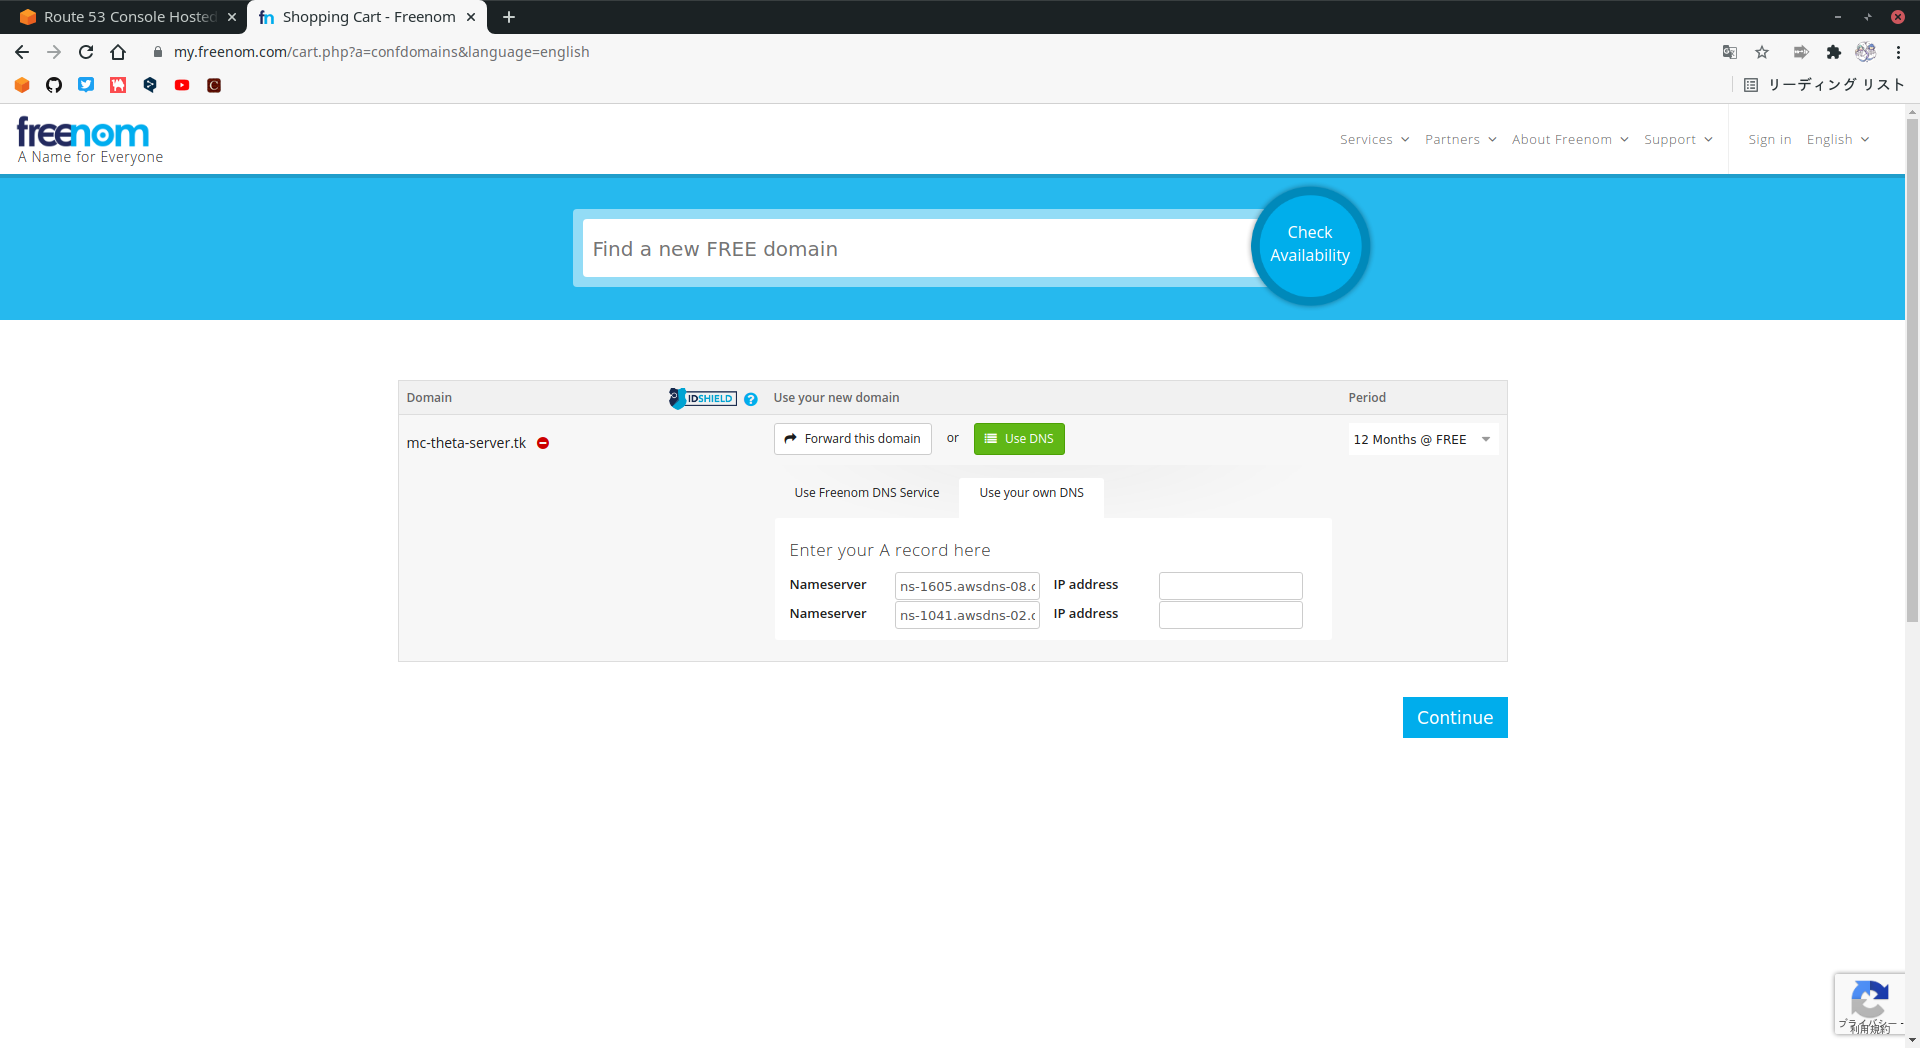 Route 53 Console Hosted
Shopping Cart - Freenom
my.freenom.com/cart.php?a=confdomains&language=english
リーディング リスト
freenom
A Name for Everyone
Services
Partners
About Freenom
Support
Sign in
English
Find a new FREE domain
Check
Availability
Domain
IDSHIELD
Use your new domain
Period
mc-theta-server.tk
Forward this domain
or
Use DNS
12 Months @ FREE
Use Freenom DNS Service
Use your own DNS
Enter your A record here
Nameserver
ns-1605.awsdns-08.c
IP address
Nameserver
ns-1041.awsdns-02.c
IP address
Continue
プライバシー -
利用規約